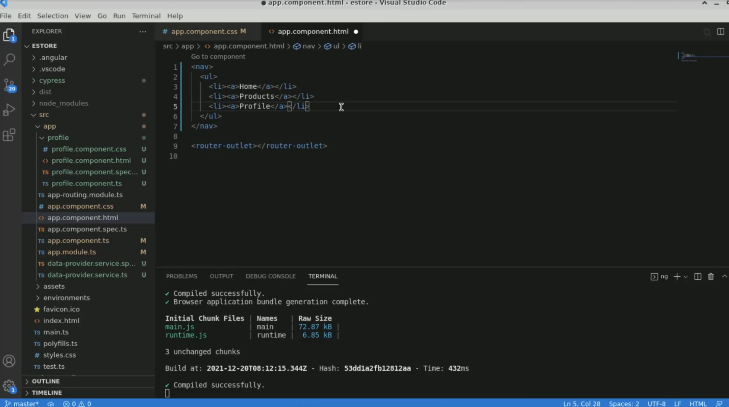 app.component.html - estore - Visual Studio Code
File Edit Selection View Go Run Terminal Help
EXPLORER
ESTORE
.angular
.vscode
cypress
dist
node_modules
src
app
profile
profile.component.css U
profile.component.html U
profile.component.spec... U
profile.component.ts U
app-routing.module.ts
app.component.css M
app.component.html
app.component.spec.ts
app.component.ts M
app.module.ts M
data-provider.service.sp... U
data-provider.service.ts U
assets
environments
favicon.ico
index.html
main.ts
polyfills.ts
styles.css
test.ts
OUTLINE
TIMELINE
app.component.css M
app.component.html
src > app > app.component.html > nav > ul > li
Go to component
1 <nav>
2 <ul>
3 <li><a>Home</a></li>
4 <li><a>Products</a></li>
5 <li><a>Profile</a></li>
6 </ul>
7 </nav>
8
9 <router-outlet></router-outlet>
10
PROBLEMS OUTPUT DEBUG CONSOLE TERMINAL
ng
✔ Compiled successfully.
✔ Browser application bundle generation complete.
Initial Chunk Files | Names | Raw Size
main.js | main | 72.87 kB |
runtime.js | runtime | 6.85 kB |
3 unchanged chunks
Build at: 2021-12-20T08:12:15.344Z - Hash: 53dd1a2fb12812aa - Time: 432ms
✔ Compiled successfully.
master* 0 0
Ln 5, Col 28 Spaces: 2 UTF-8 LF HTML